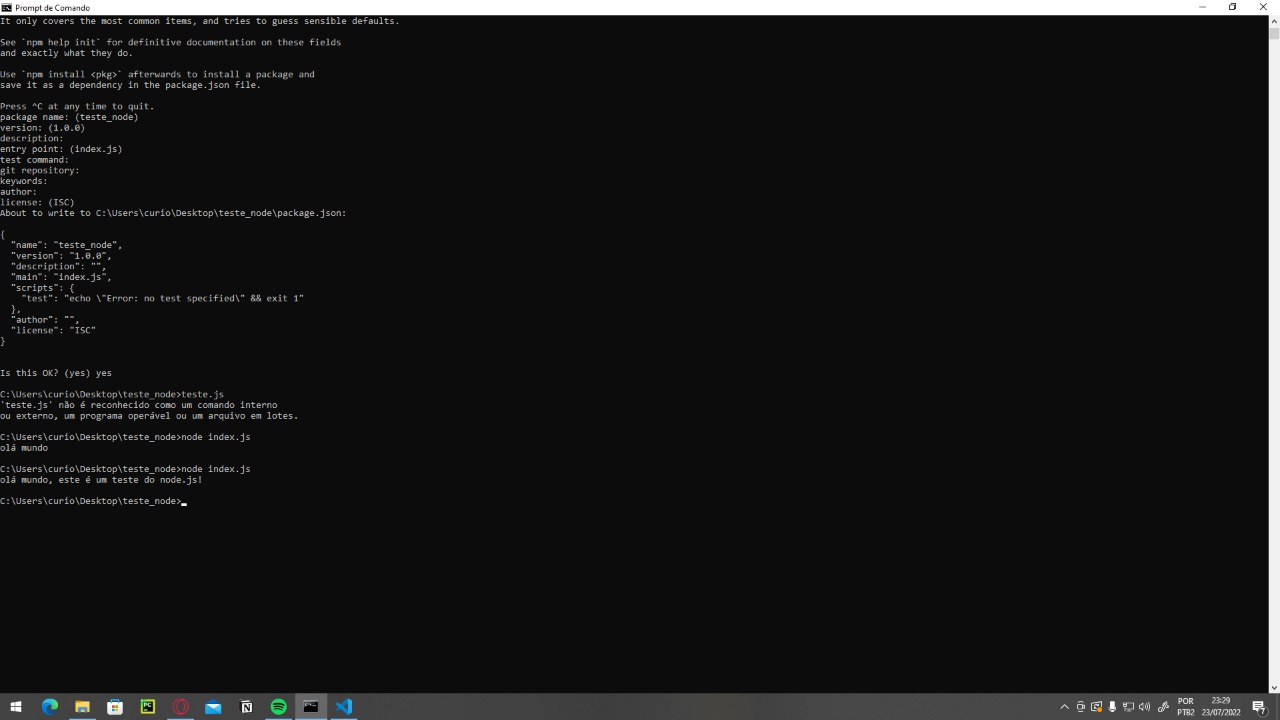 Prompt de Comando
It only covers the most common items, and tries to guess sensible defaults.
See `npm help init` for definitive documentation on these fields
and exactly what they do.
Use `npm install <pkg>` afterwards to install a package and
save it as a dependency in the package.json file.
Press ^C at any time to quit.
package name: (teste_node)
version: (1.0.0)
description:
entry point: (index.js)
test command:
git repository:
keywords:
author:
license: (ISC)
About to write to C:\Users\curio\Desktop\teste_node\package.json:
{
  "name": "teste_node",
  "version": "1.0.0",
  "description": "",
  "main": "index.js",
  "scripts": {
    "test": "echo \"Error: no test specified\" && exit 1"
  },
  "author": "",
  "license": "ISC"
}
Is this OK? (yes) yes
C:\Users\curio\Desktop\teste_node>teste.js
'teste.js' não é reconhecido como um comando interno
ou externo, um programa operável ou um arquivo em lotes.
C:\Users\curio\Desktop\teste_node>node index.js
olá mundo
C:\Users\curio\Desktop\teste_node>node index.js
olá mundo, este é um teste do node.js!
C:\Users\curio\Desktop\teste_node>
POR
PTB2
23:29
23/07/2022